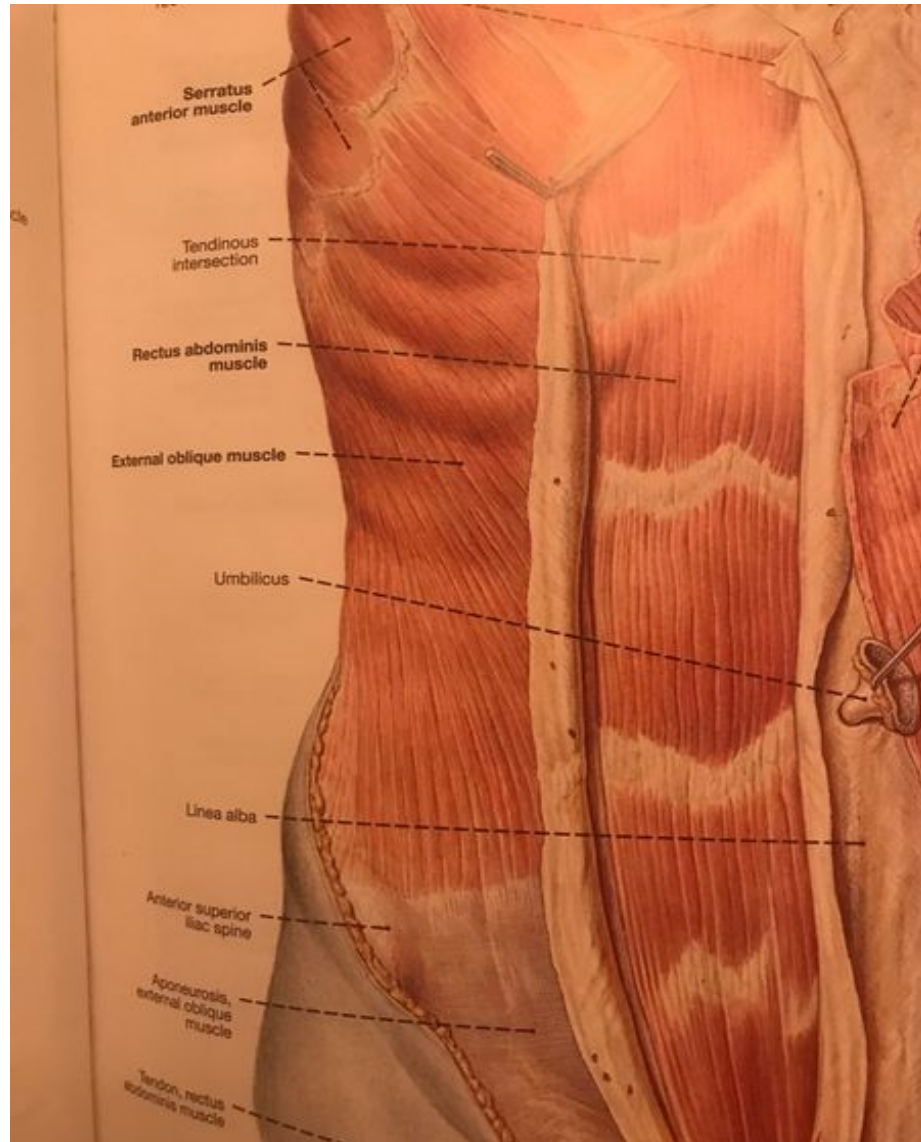 Serratus
anterior muscle
Tendinous
intersection
Rectus abdominis
muscle
External oblique muscle
Umbilicus
Linea alba
Anterior superior
iliac spine
Aponeurosis,
external oblique
muscle
Tendon, rectus
abdominis muscle